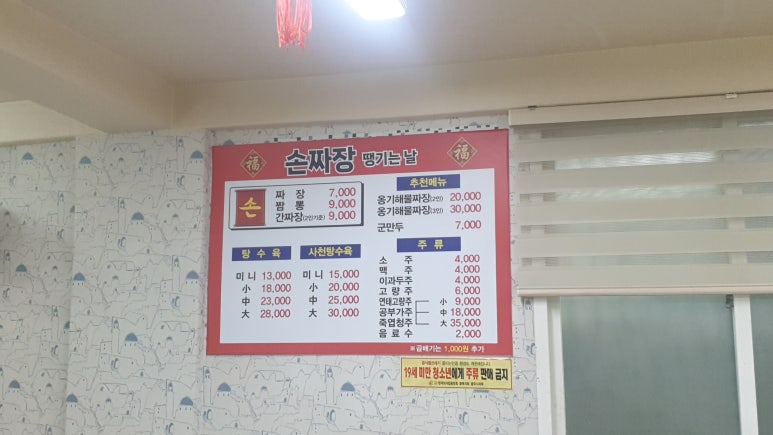 福 손짜장 땡기는 날 福
손
짜 장 7,000
짬 뽕 9,000
간짜장(2인기준) 9,000
추천메뉴
옹기해물짜장(2인) 20,000
옹기해물짜장(3인) 30,000
군만두 7,000
탕 수 육
미 니 13,000
小 18,000
中 23,000
大 28,000
사천탕수육
미 니 15,000
小 20,000
中 25,000
大 30,000
주 류
소 주 4,000
맥 주 4,000
이과두주 4,000
고 량 주 6,000
연태고량주 小 9,000
공부가주 中 18,000
죽엽청주 大 35,000
음 료 수 2,000
※곱빼기는 1,000원 추가
19세 미만 청소년에게 주류 판매 금지